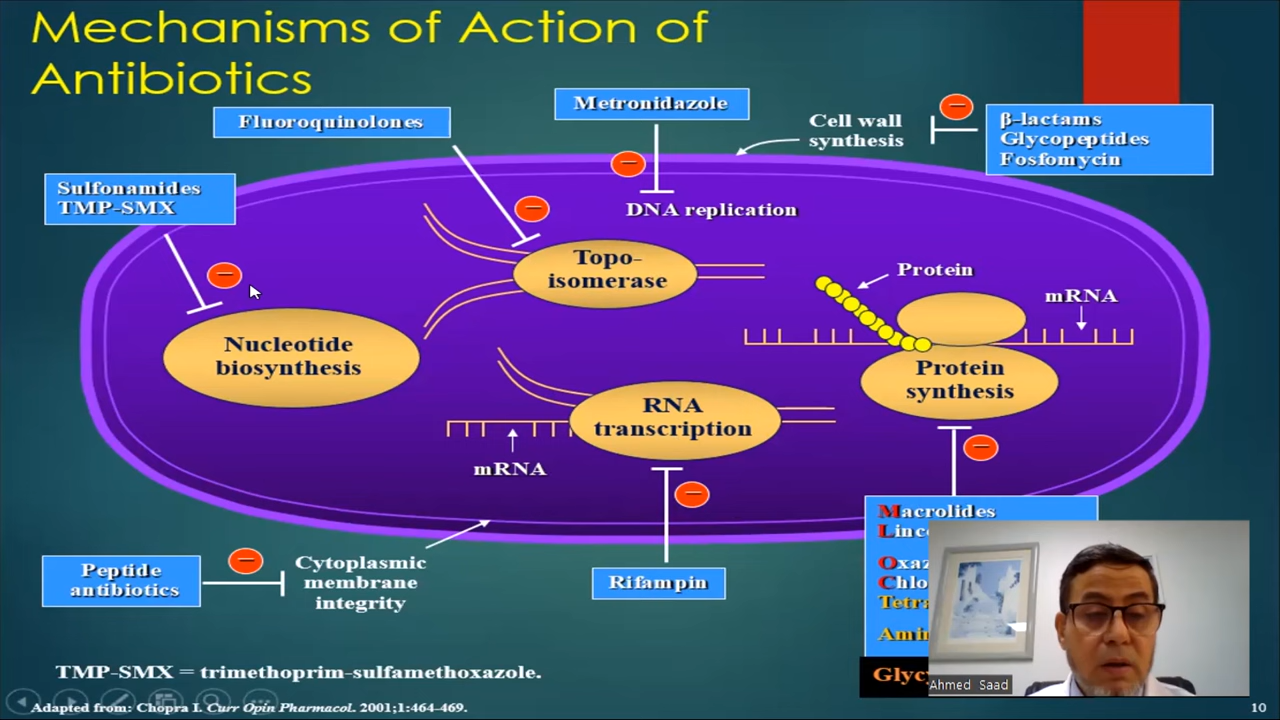 Mechanisms of Action of
Antibiotics
Fluoroquinolones
Metronidazole
Cell wall
synthesis
β-lactams
Glycopeptides
Fosfomycin
Sulfonamides
TMP-SMX
DNA replication
Topo-
isomerase
Protein
mRNA
Nucleotide
biosynthesis
Protein
synthesis
RNA
transcription
mRNA
Macrolides
Peptide
antibiotics
Cytoplasmic
membrane
integrity
Rifampin
Ahmed Saad
TMP-SMX = trimethoprim-sulfamethoxazole.
Adapted from: Chopra I. Curr Opin Pharmacol. 2001;1:464-469.
10